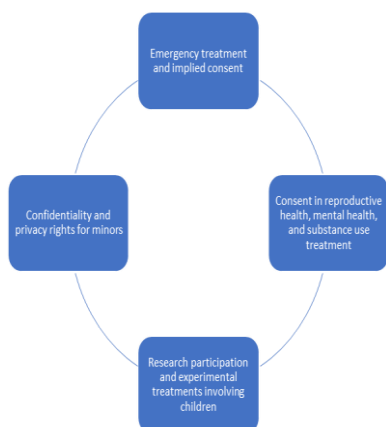 Emergency treatment
and implied consent
Confidentiality and
privacy rights for minors
Consent in reproductive
health, mental health,
and substance use
treatment
Research participation
and experimental
treatments involving
children